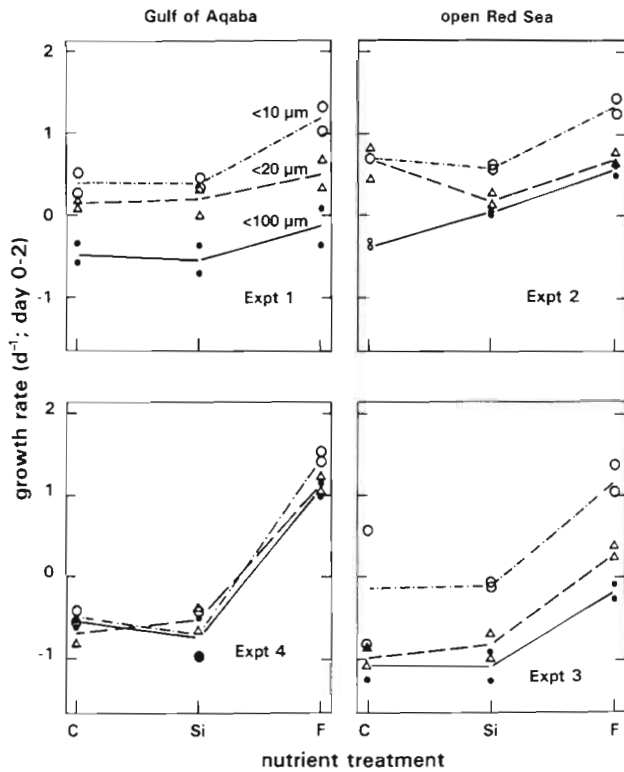 Gulf of Aqaba
open Red Sea
2
1
0
-1
<10 µm
<20 µm
<100 µm
Expt 1
Expt 2
growth rate (d⁻¹; day 0-2)
2
1
0
-1
Expt 4
Expt 3
C Si F
C Si F
nutrient treatment